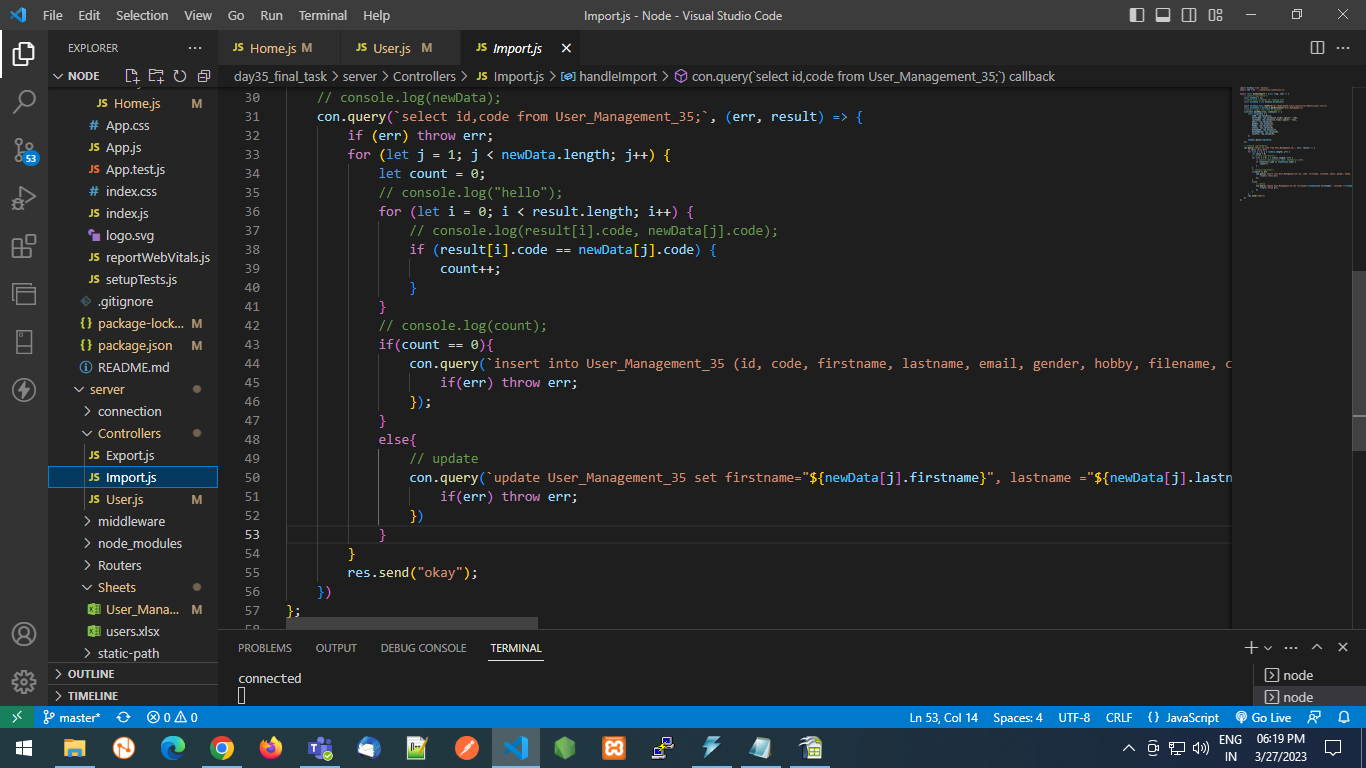 File Edit Selection View Go Run Terminal Help
Import.js - Node - Visual Studio Code
EXPLORER
NODE
JS Home.js M
# App.css
JS App.js
JS App.test.js
# index.css
JS index.js
logo.svg
JS reportWebVitals.js
JS setupTests.js
.gitignore
{} package-lock... M
{} package.json M
README.md
server
connection
Controllers
JS Export.js
JS Import.js
JS User.js M
middleware
node_modules
Routers
Sheets
User_Mana... M
users.xlsx
static-path
OUTLINE
TIMELINE
53
JS Home.js M JS User.js M JS Import.js
day35_final_task > server > Controllers > JS Import.js > handleImport > con.query(`select id,code from User_Management_35;`) callback
30 // console.log(newData);
31 con.query(`select id,code from User_Management_35;`, (err, result) => {
32 if (err) throw err;
33 for (let j = 1; j < newData.length; j++) {
34 let count = 0;
35 // console.log("hello");
36 for (let i = 0; i < result.length; i++) {
37 // console.log(result[i].code, newData[j].code);
38 if (result[i].code == newData[j].code) {
39 count++;
40 }
41 }
42 // console.log(count);
43 if(count == 0){
44 con.query(`insert into User_Management_35 (id, code, firstname, lastname, email, gender, hobby, filename, c
45 if(err) throw err;
46 });
47 }
48 else{
49 // update
50 con.query(`update User_Management_35 set firstname="${newData[j].firstname}", lastname ="${newData[j].lastn
51 if(err) throw err;
52 })
53 }
54 }
55 res.send("okay");
56 })
57 };
58
PROBLEMS OUTPUT DEBUG CONSOLE TERMINAL
connected
node
node
master* 0 0 Ln 53, Col 14 Spaces: 4 UTF-8 CRLF {} JavaScript Go Live
ENG
IN
06:19 PM
3/27/2023